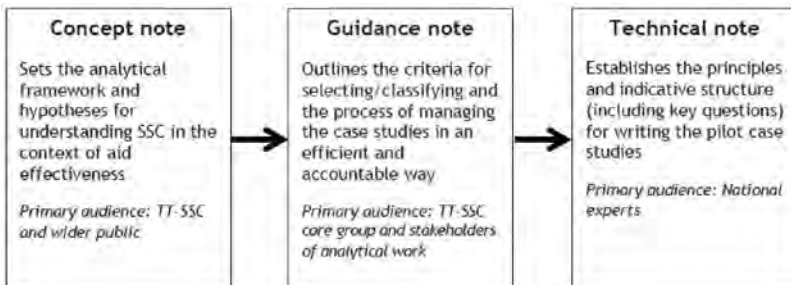 Concept note
Sets the analytical
framework and
hypotheses for
understanding SSC in the
context of aid
effectiveness
Primary audience: TT-SSC
and wider public
Guidance note
Outlines the criteria for
selecting/classifying and
the process of managing
the case studies in an
efficient and
accountable way
Primary audience: TT-SSC
core group and stakeholders
of analytical work
Technical note
Establishes the principles
and indicative structure
(including key questions)
for writing the pilot case
studies
Primary audience: National
experts